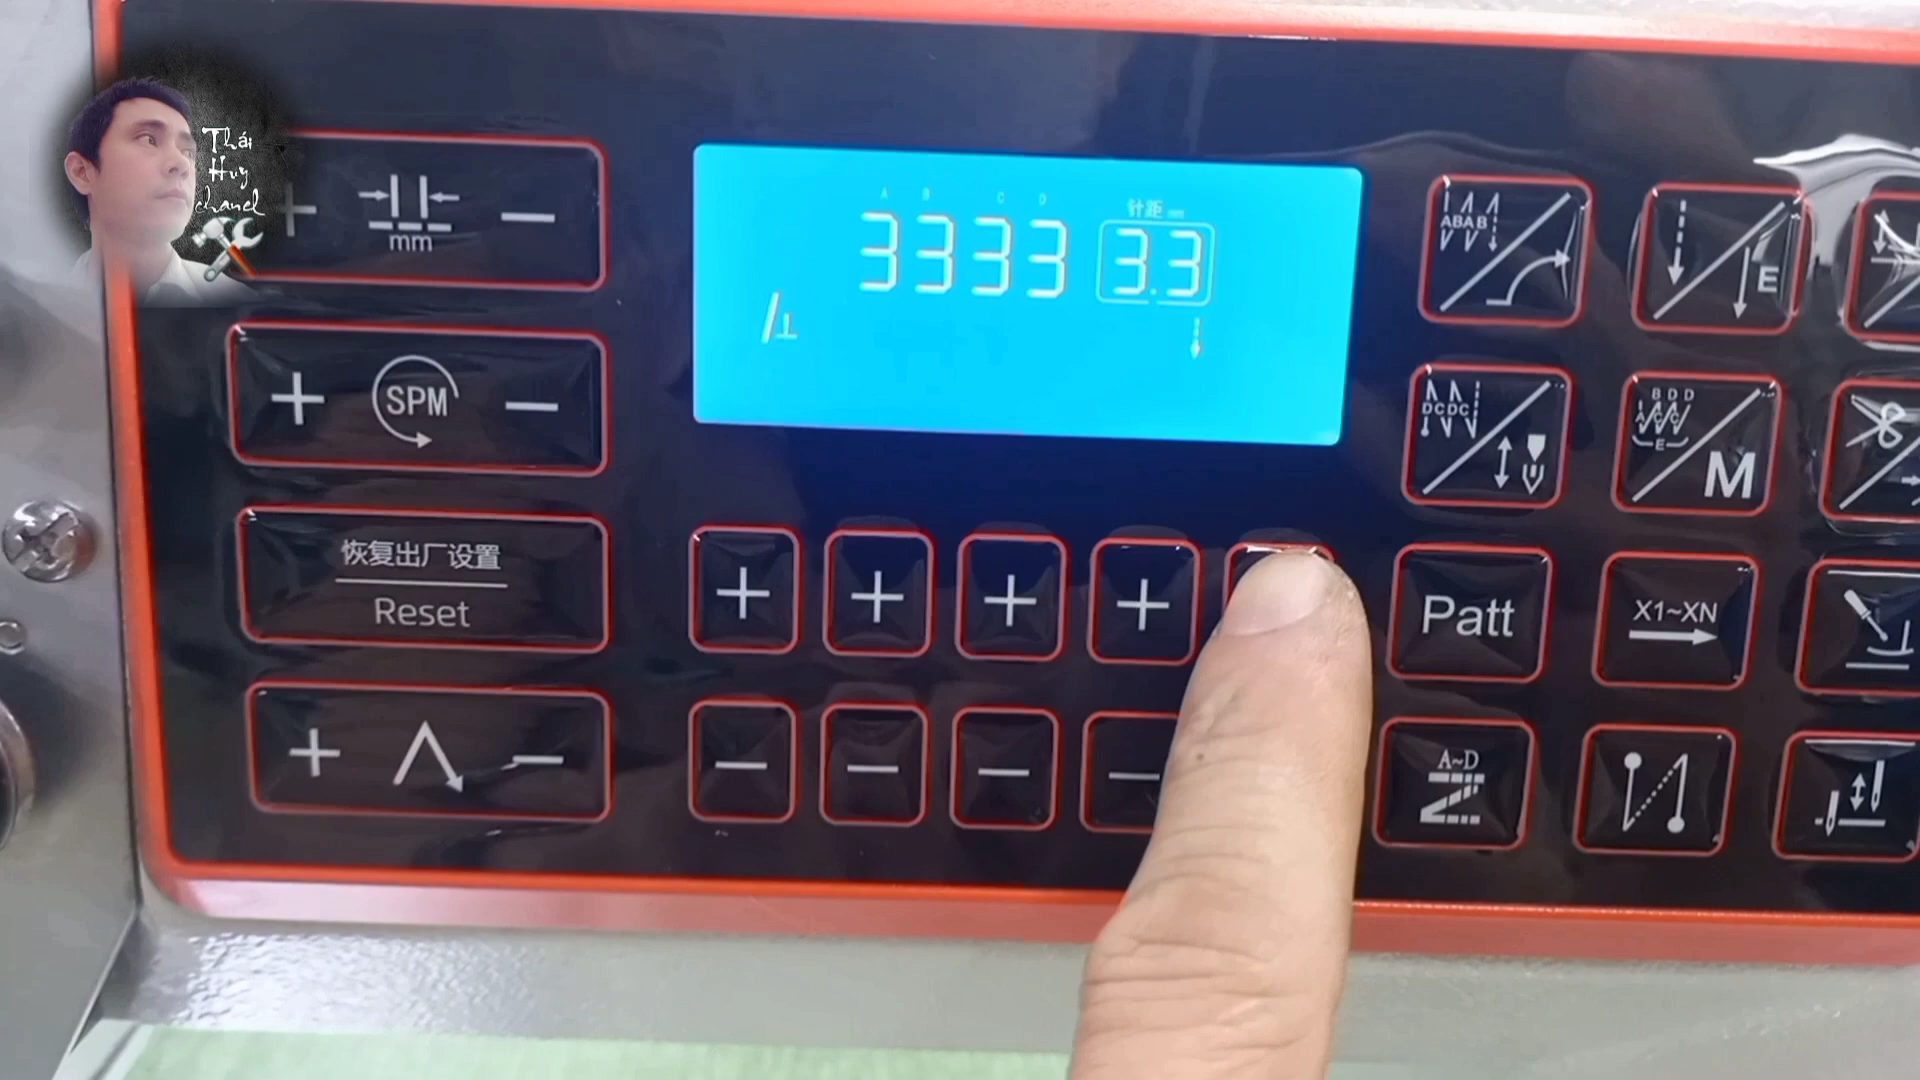 Thái
Huy
chanel
+ mm −
A B C D 针距 mm
3333 3.3
ABAB
E
+ SPM −
DCDC
BDD
ACC
E
M
恢复出厂设置
Reset
+ + + +
Patt
X1~XN
+ −
− − − −
A~D